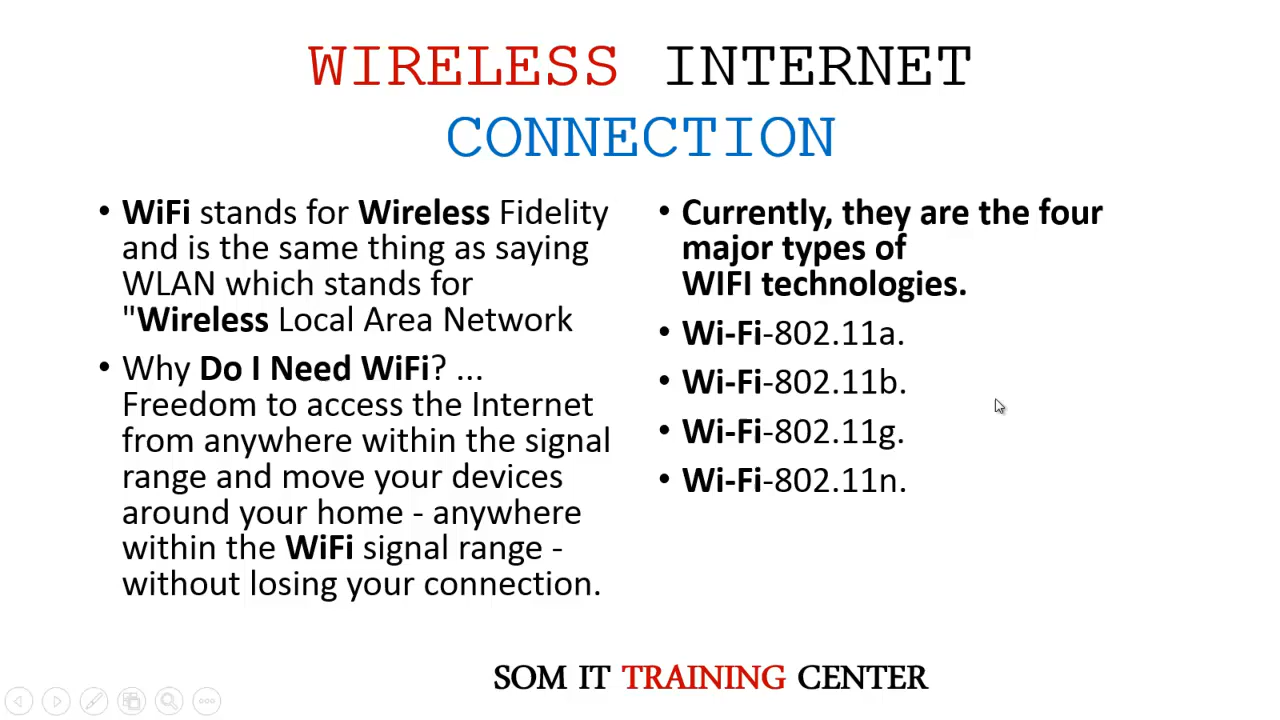 WIRELESS INTERNET
CONNECTION
• WiFi stands for Wireless Fidelity
and is the same thing as saying
WLAN which stands for
"Wireless Local Area Network
• Why Do I Need WiFi? ...
Freedom to access the Internet
from anywhere within the signal
range and move your devices
around your home - anywhere
within the WiFi signal range -
without losing your connection.
• Currently, they are the four
major types of
WIFI technologies.
• Wi-Fi-802.11a.
• Wi-Fi-802.11b.
• Wi-Fi-802.11g.
• Wi-Fi-802.11n.
SOM IT TRAINING CENTER